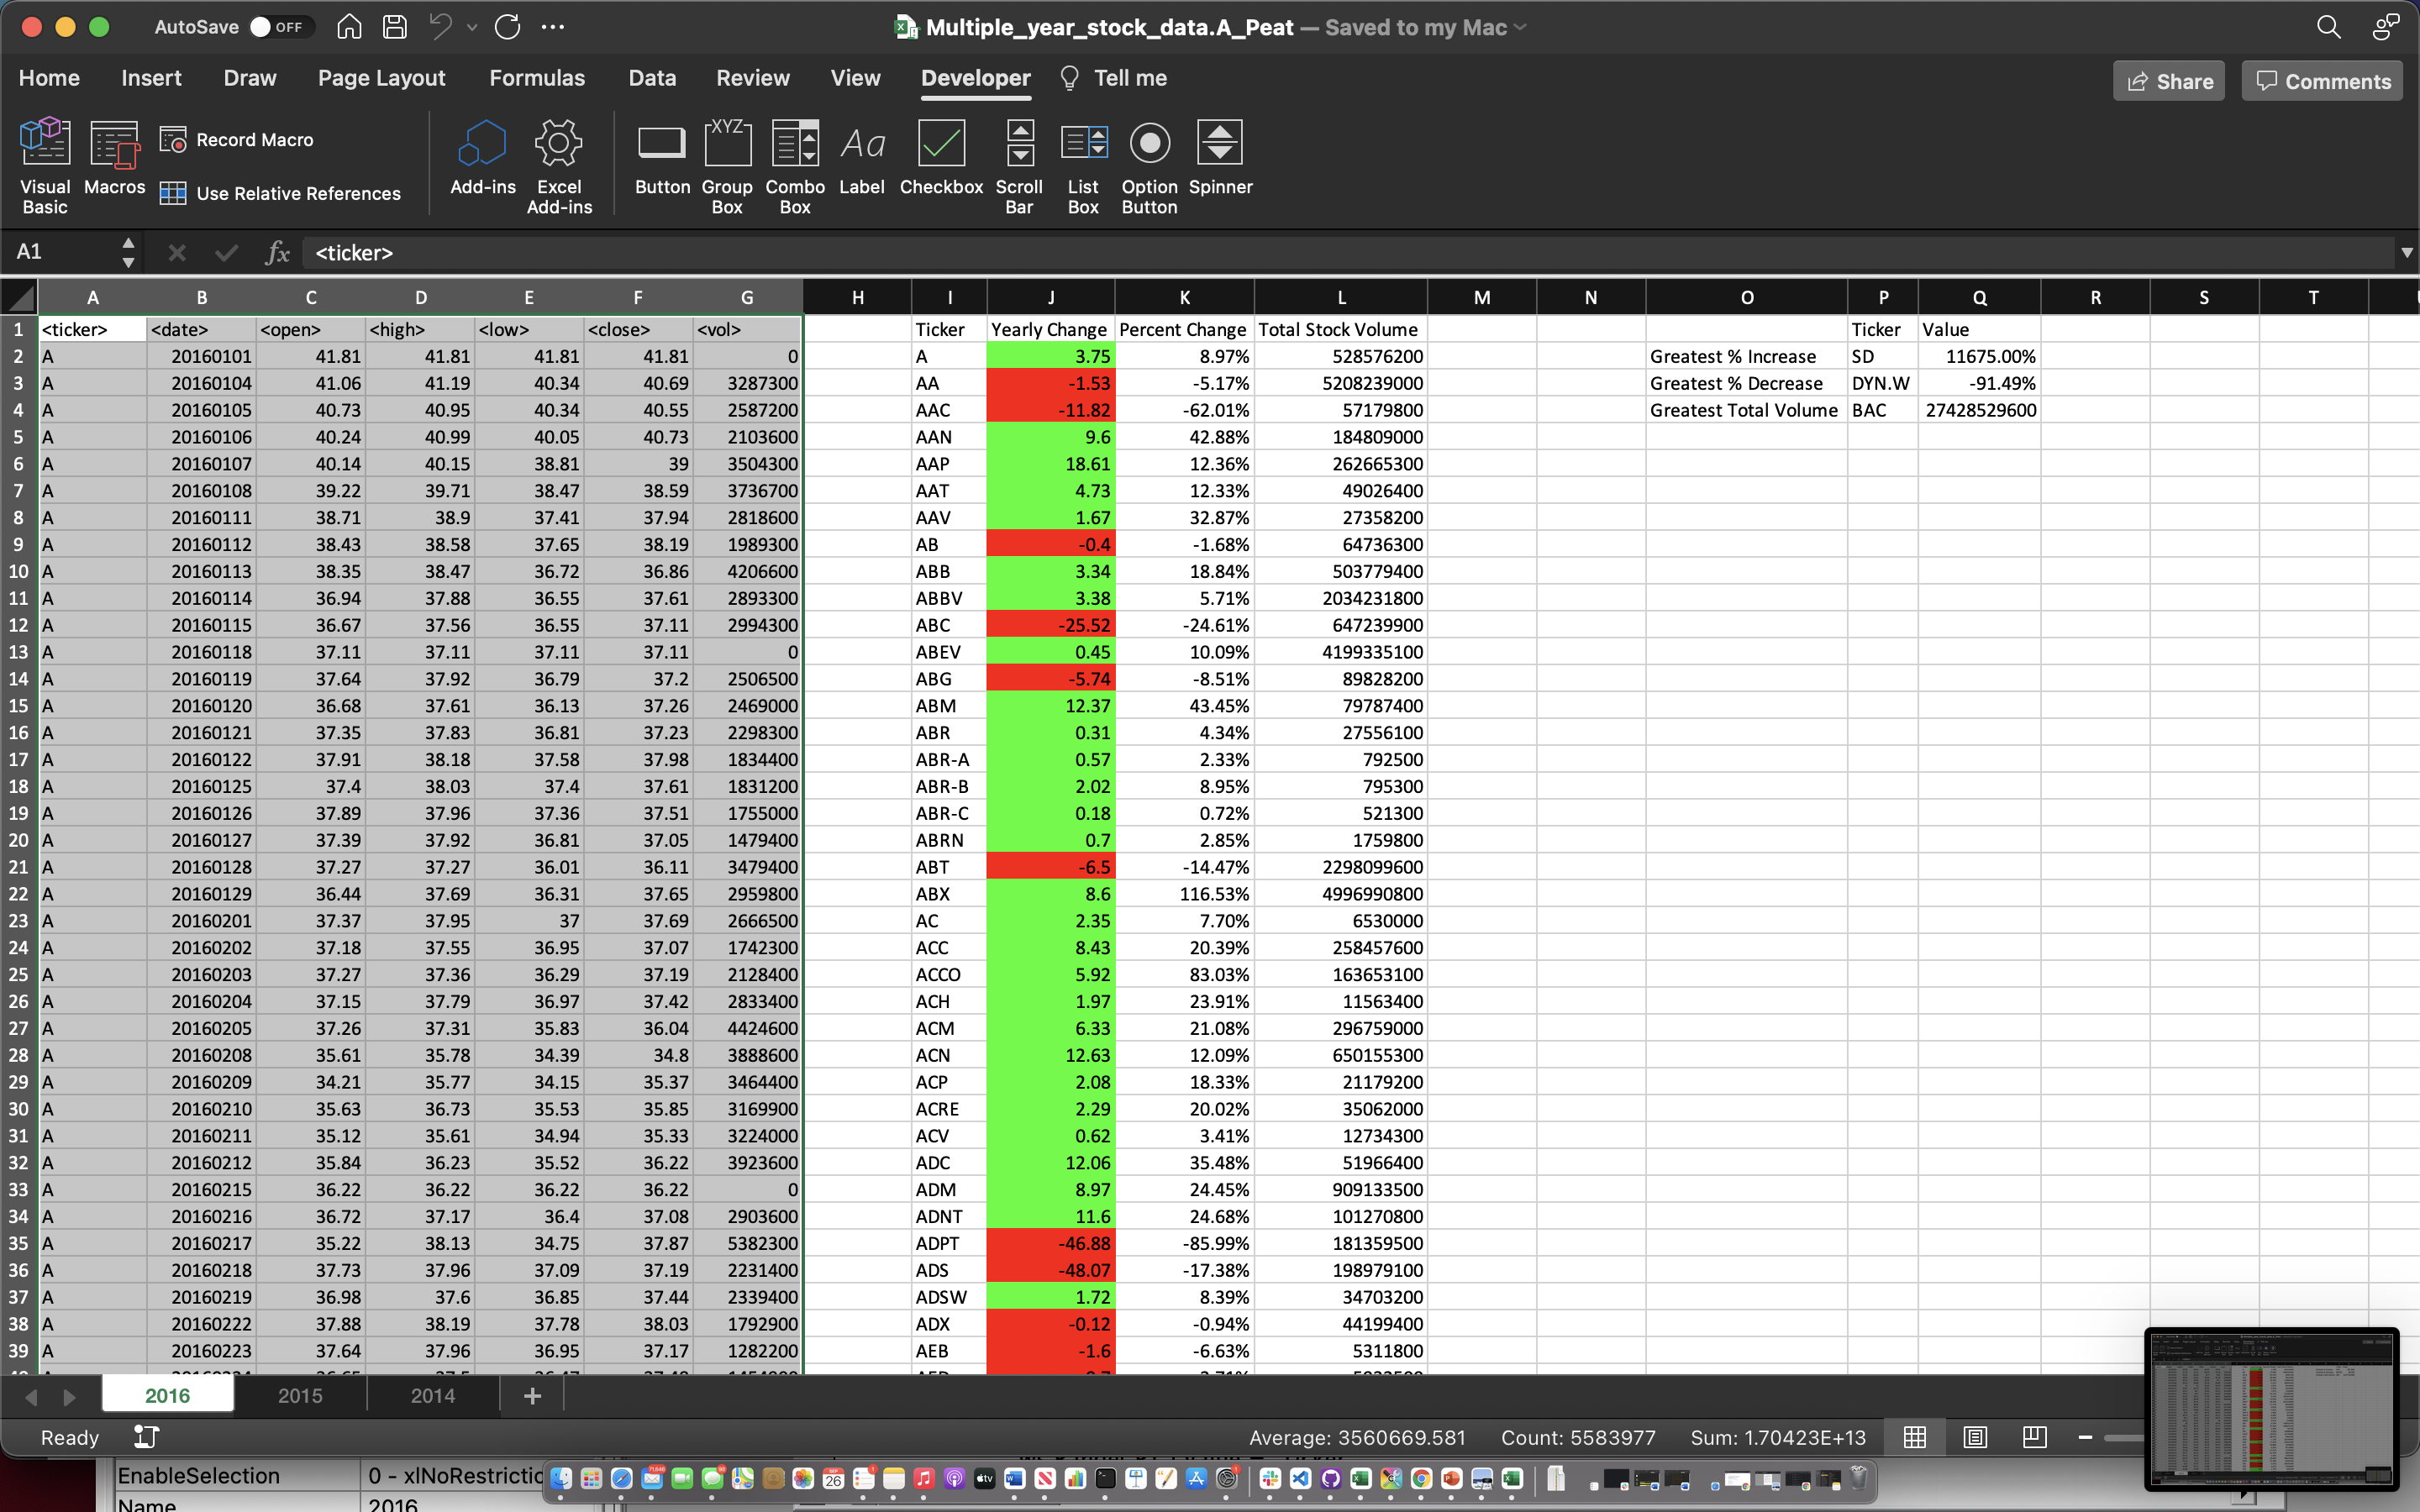 AutoSave OFF Multiple_year_stock_data.A_Peat — Saved to my Mac
Home Insert Draw Page Layout Formulas Data Review View Developer Tell me Share Comments
Visual Basic Macros Record Macro Use Relative References Add-ins Excel Add-ins Button XYZ Group Box Combo Box Aa Label Checkbox Scroll Bar List Box Option Button Spinner
A1 fx <ticker>
A B C D E F G H I J K L M N O P Q R S T
1 <ticker> <date> <open> <high> <low> <close> <vol> Ticker Yearly Change Percent Change Total Stock Volume Ticker Value
2 A 20160101 41.81 41.81 41.81 41.81 0 A 3.75 8.97% 528576200 Greatest % Increase SD 11675.00%
3 A 20160104 41.06 41.19 40.34 40.69 3287300 AA -1.53 -5.17% 5208239000 Greatest % Decrease DYN.W -91.49%
4 A 20160105 40.73 40.95 40.34 40.55 2587200 AAC -11.82 -62.01% 57179800 Greatest Total Volume BAC 27428529600
5 A 20160106 40.24 40.99 40.05 40.73 2103600 AAN 9.6 42.88% 184809000
6 A 20160107 40.14 40.15 38.81 39 3504300 AAP 18.61 12.36% 262665300
7 A 20160108 39.22 39.71 38.47 38.59 3736700 AAT 4.73 12.33% 49026400
8 A 20160111 38.71 38.9 37.41 37.94 2818600 AAV 1.67 32.87% 27358200
9 A 20160112 38.43 38.58 37.65 38.19 1989300 AB -0.4 -1.68% 64736300
10 A 20160113 38.35 38.47 36.72 36.86 4206600 ABB 3.34 18.84% 503779400
11 A 20160114 36.94 37.88 36.55 37.61 2893300 ABBV 3.38 5.71% 2034231800
12 A 20160115 36.67 37.56 36.55 37.11 2994300 ABC -25.52 -24.61% 647239900
13 A 20160118 37.11 37.11 37.11 37.11 0 ABEV 0.45 10.09% 4199335100
14 A 20160119 37.64 37.92 36.79 37.2 2506500 ABG -5.74 -8.51% 89828200
15 A 20160120 36.68 37.61 36.13 37.26 2469000 ABM 12.37 43.45% 79787400
16 A 20160121 37.35 37.83 36.81 37.23 2298300 ABR 0.31 4.34% 27556100
17 A 20160122 37.91 38.18 37.58 37.98 1834400 ABR-A 0.57 2.33% 792500
18 A 20160125 37.4 38.03 37.4 37.61 1831200 ABR-B 2.02 8.95% 795300
19 A 20160126 37.89 37.96 37.36 37.51 1755000 ABR-C 0.18 0.72% 521300
20 A 20160127 37.39 37.92 36.81 37.05 1479400 ABRN 0.7 2.85% 1759800
21 A 20160128 37.27 37.27 36.01 36.11 3479400 ABT -6.5 -14.47% 2298099600
22 A 20160129 36.44 37.69 36.31 37.65 2959800 ABX 8.6 116.53% 4996990800
23 A 20160201 37.37 37.95 37 37.69 2666500 AC 2.35 7.70% 6530000
24 A 20160202 37.18 37.55 36.95 37.07 1742300 ACC 8.43 20.39% 258457600
25 A 20160203 37.27 37.36 36.29 37.19 2128400 ACCO 5.92 83.03% 163653100
26 A 20160204 37.15 37.79 36.97 37.42 2833400 ACH 1.97 23.91% 11563400
27 A 20160205 37.26 37.31 35.83 36.04 4424600 ACM 6.33 21.08% 296759000
28 A 20160208 35.61 35.78 34.39 34.8 3888600 ACN 12.63 12.09% 650155300
29 A 20160209 34.21 35.77 34.15 35.37 3464400 ACP 2.08 18.33% 21179200
30 A 20160210 35.63 36.73 35.53 35.85 3169900 ACRE 2.29 20.02% 35062000
31 A 20160211 35.12 35.61 34.94 35.33 3224000 ACV 0.62 3.41% 12734300
32 A 20160212 35.84 36.23 35.52 36.22 3923600 ADC 12.06 35.48% 51966400
33 A 20160215 36.22 36.22 36.22 36.22 0 ADM 8.97 24.45% 909133500
34 A 20160216 36.72 37.17 36.4 37.08 2903600 ADNT 11.6 24.68% 101270800
35 A 20160217 35.22 38.13 34.75 37.87 5382300 ADPT -46.88 -85.99% 181359500
36 A 20160218 37.73 37.96 37.09 37.19 2231400 ADS -48.07 -17.38% 198979100
37 A 20160219 36.98 37.6 36.85 37.44 2339400 ADSW 1.72 8.39% 34703200
38 A 20160222 37.88 38.19 37.78 38.03 1792900 ADX -0.12 -0.94% 44199400
39 A 20160223 37.64 37.96 36.95 37.17 1282200 AEB -1.6 -6.63% 5311800
2016 2015 2014 +
Ready Average: 3560669.581 Count: 5583977 Sum: 1.70423E+13
EnableSelection 0 - xlNoRestrictic
Name 2016